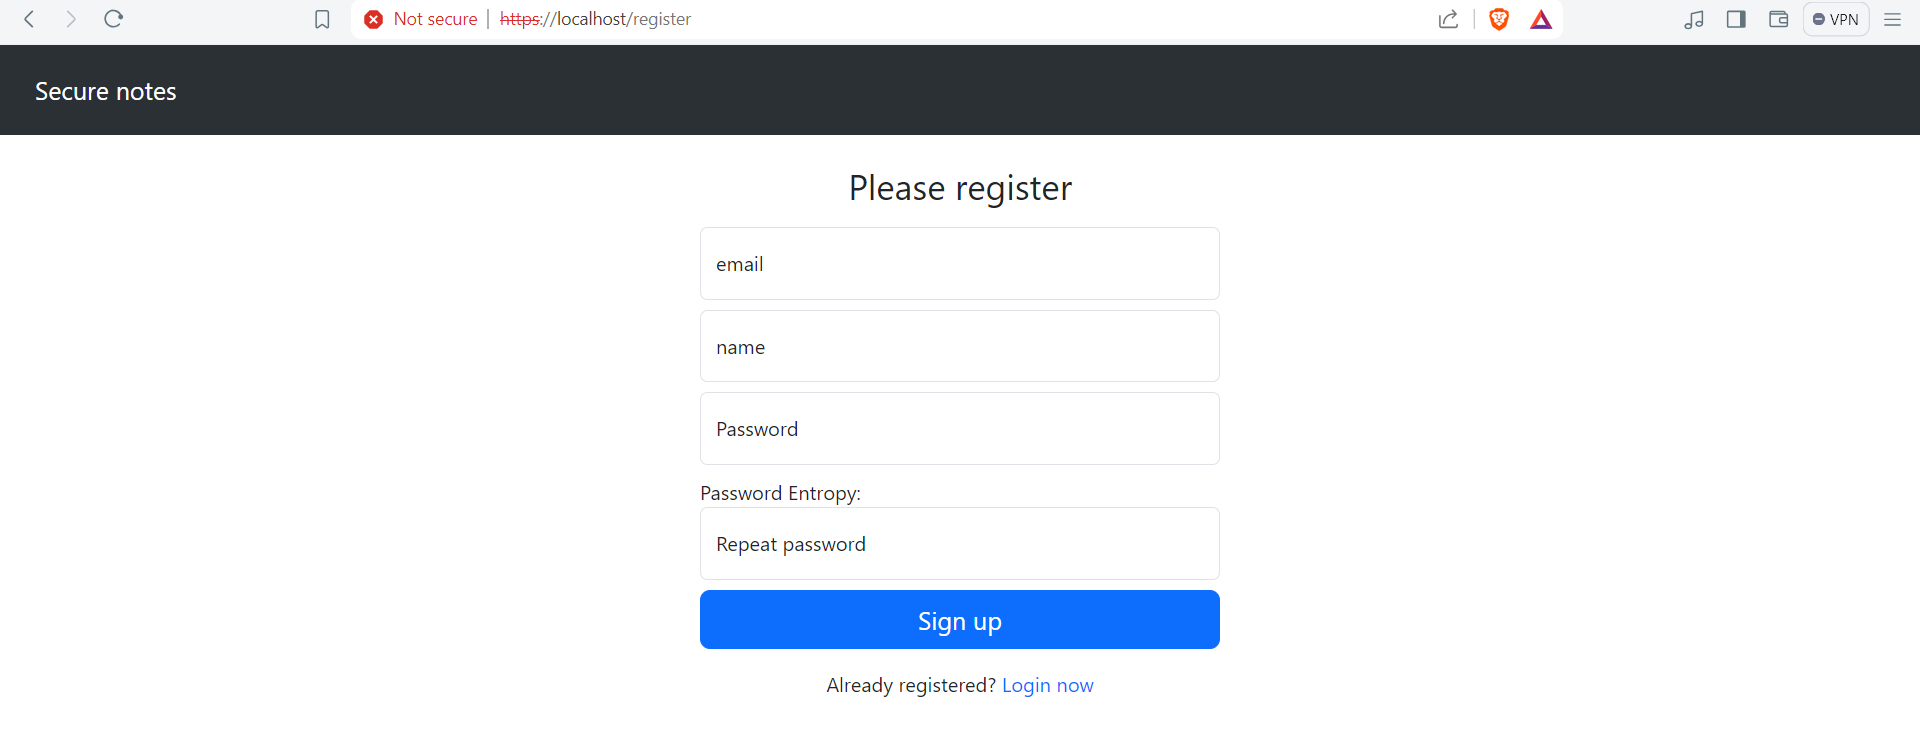 Not secure | https://localhost/register
VPN
Secure notes
Please register
email
name
Password
Password Entropy:
Repeat password
Sign up
Already registered? Login now